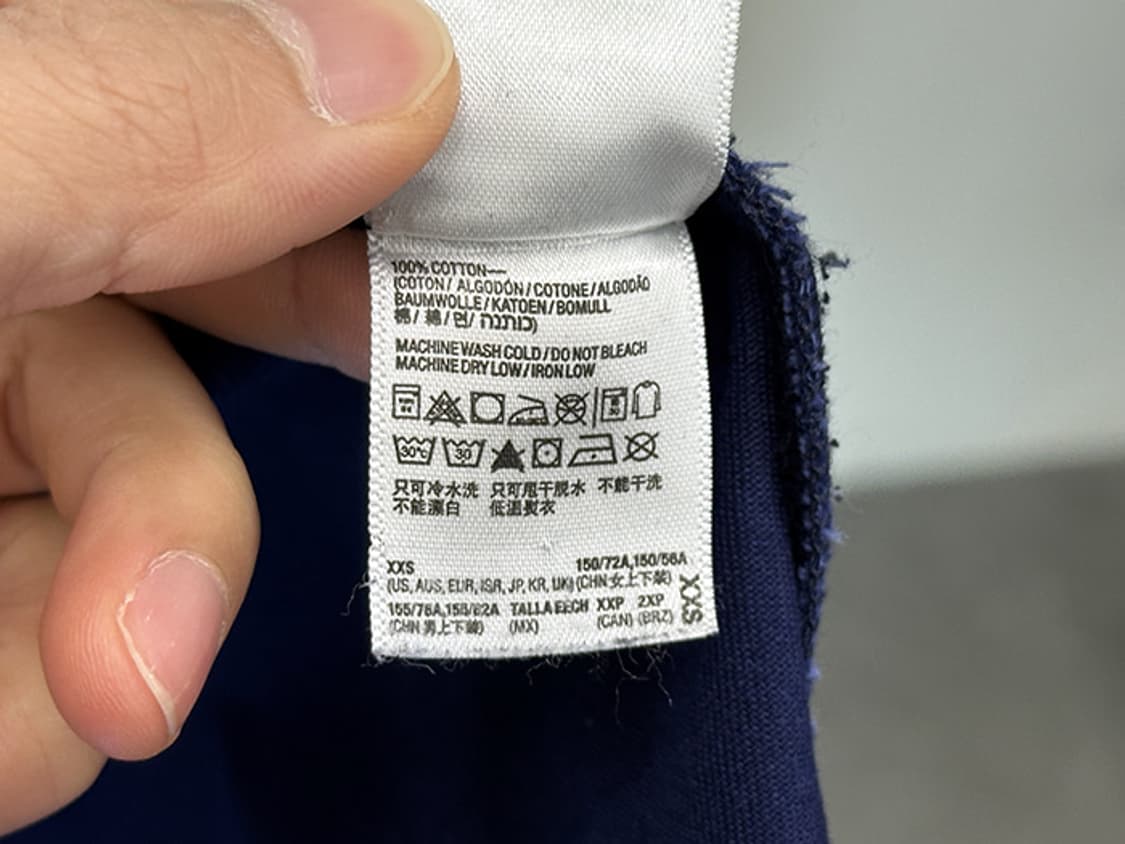 100% COTTON—
(COTON / ALGODÓN / COTONE / ALGODÃO
BAUMWOLLE / KATOEN / BOMULL
棉 / 綿 / 면 / כותנה)
MACHINE WASH COLD / DO NOT BLEACH
MACHINE DRY LOW / IRON LOW
30°C 30
只可冷水洗 只可甩干脱水 不能干洗
不能漂白 低溫熨衣
XXS 150/72A,150/56A
(US, AUS, EUR, ISR, JP, KR, UK) (CHN 女上下装)
155/76A,155/62A TALLA XXP 2XP
(CHN 男上下装) (MX) (CAN) (BRZ)
XXS